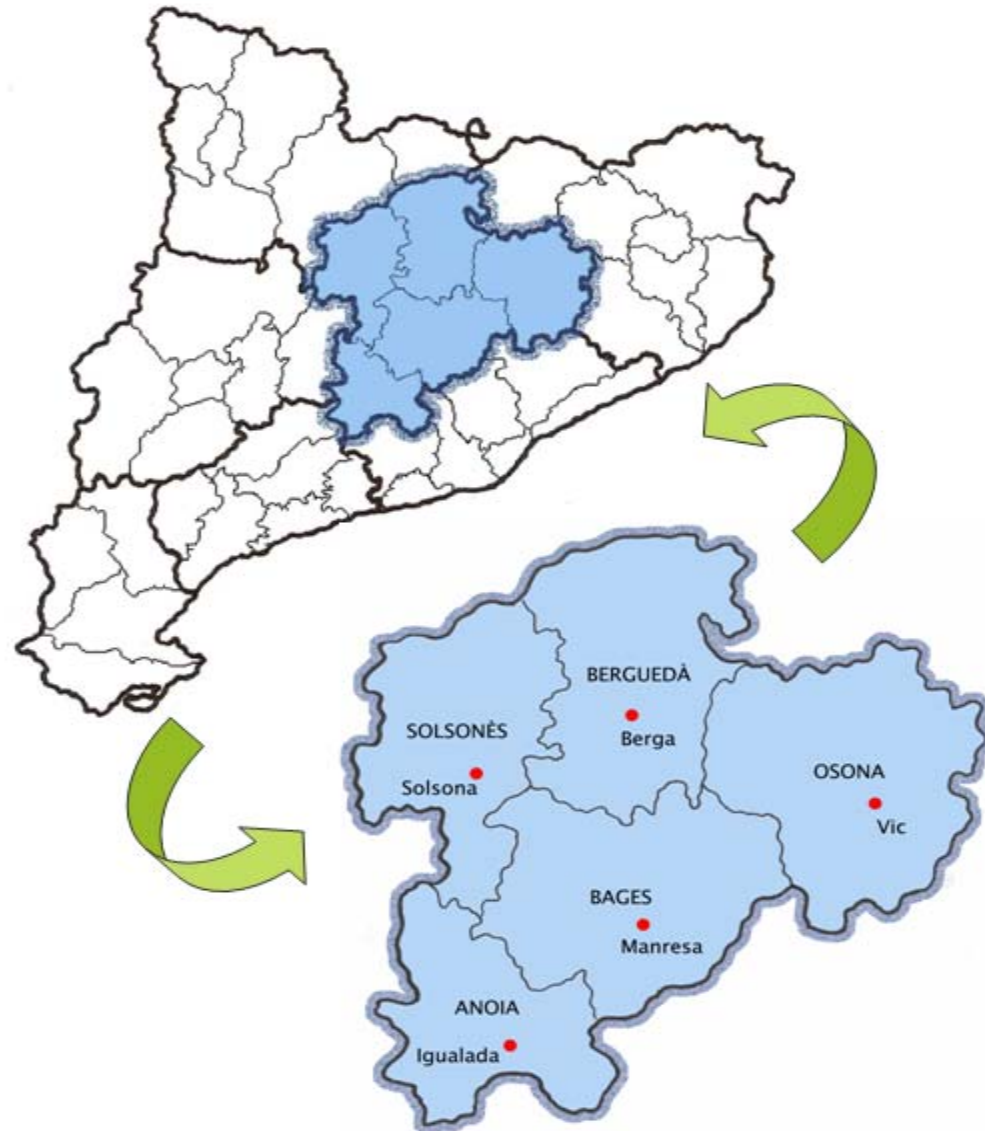 BERGUEDÀ
Berga
SOLSONÈS
Solsona
OSONA
Vic
BAGES
Manresa
ANOIA
Igualada